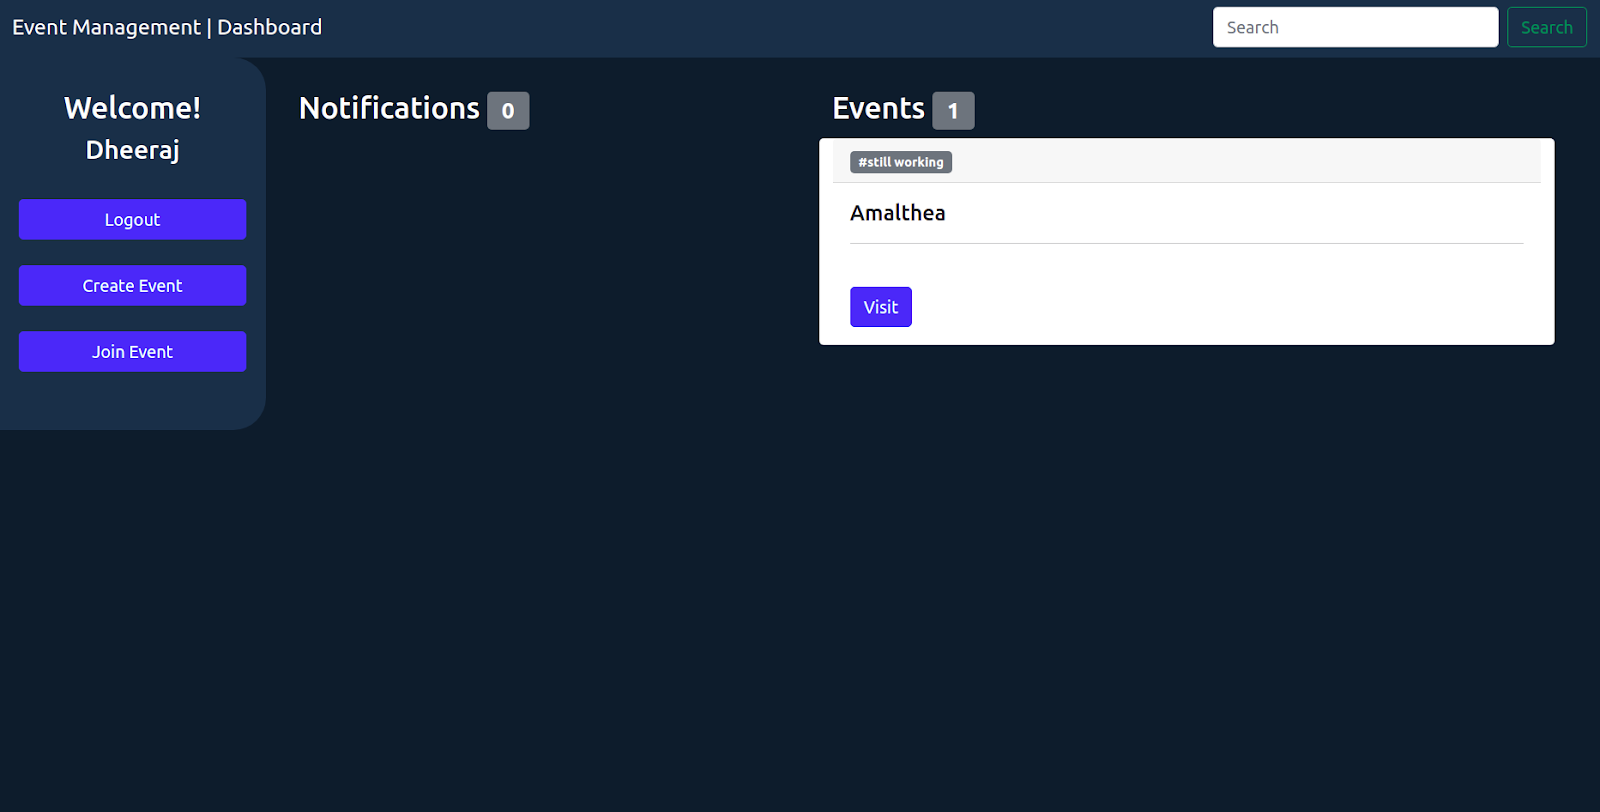 Event Management | Dashboard
Search
Search
Welcome!
Dheeraj
Logout
Create Event
Join Event
Notifications 0
Events 1
#still working
Amalthea
Visit